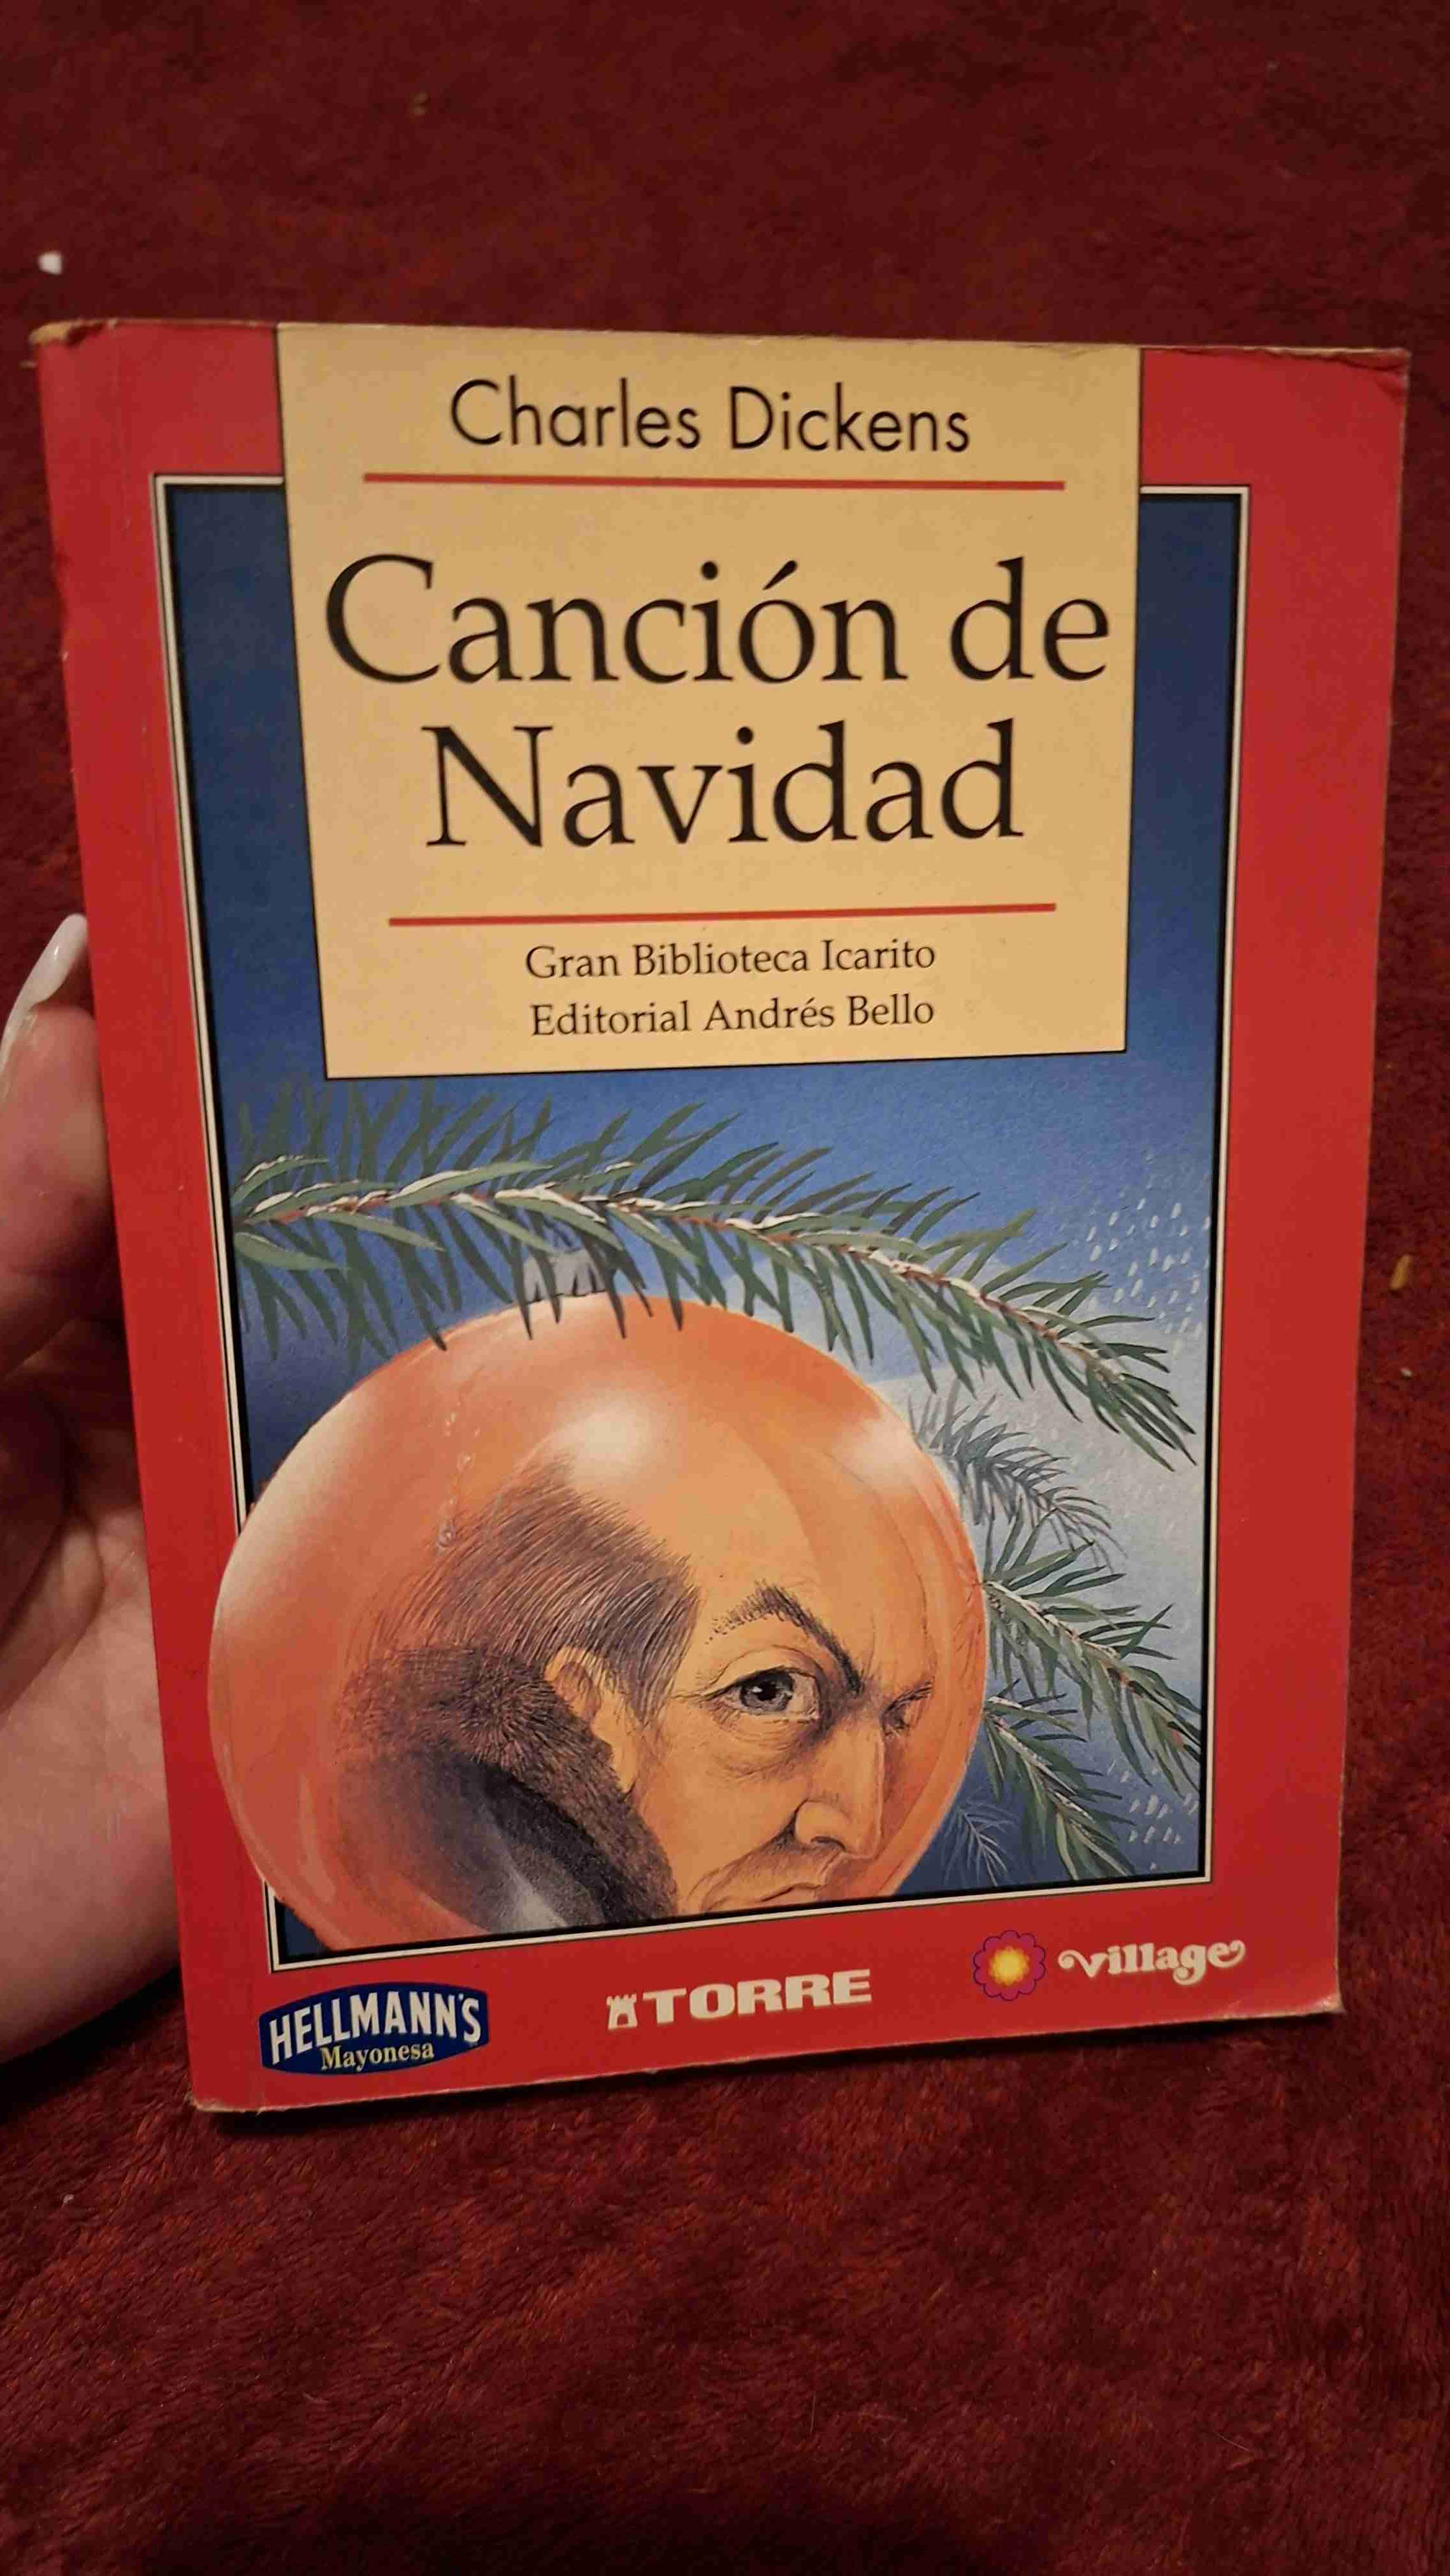 Charles Dickens
Canción de
Navidad
Gran Biblioteca Icarito
Editorial Andrés Bello
HELLMANN'S
Mayonesa
TORRE
village